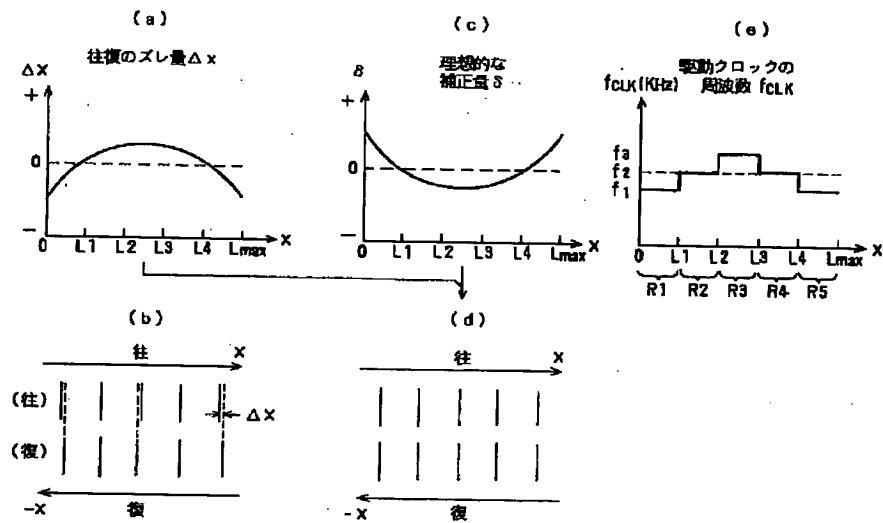 (a)
往復のズレ量Δx
ΔX
+
0
−
0 L1 L2 L3 L4 Lmax X
(c)
理想的な
補正量δ
δ
+
0
−
0 L1 L2 L3 L4 Lmax X
(e)
駆動クロックの
fCLK(KHz) 周波数 fCLK
f3
f2
f1
0 L1 L2 L3 L4 Lmax X
R1 R2 R3 R4 R5
(b)
往 X
(往)
ΔX
(復)
-X 復
(d)
往 X
-X 復